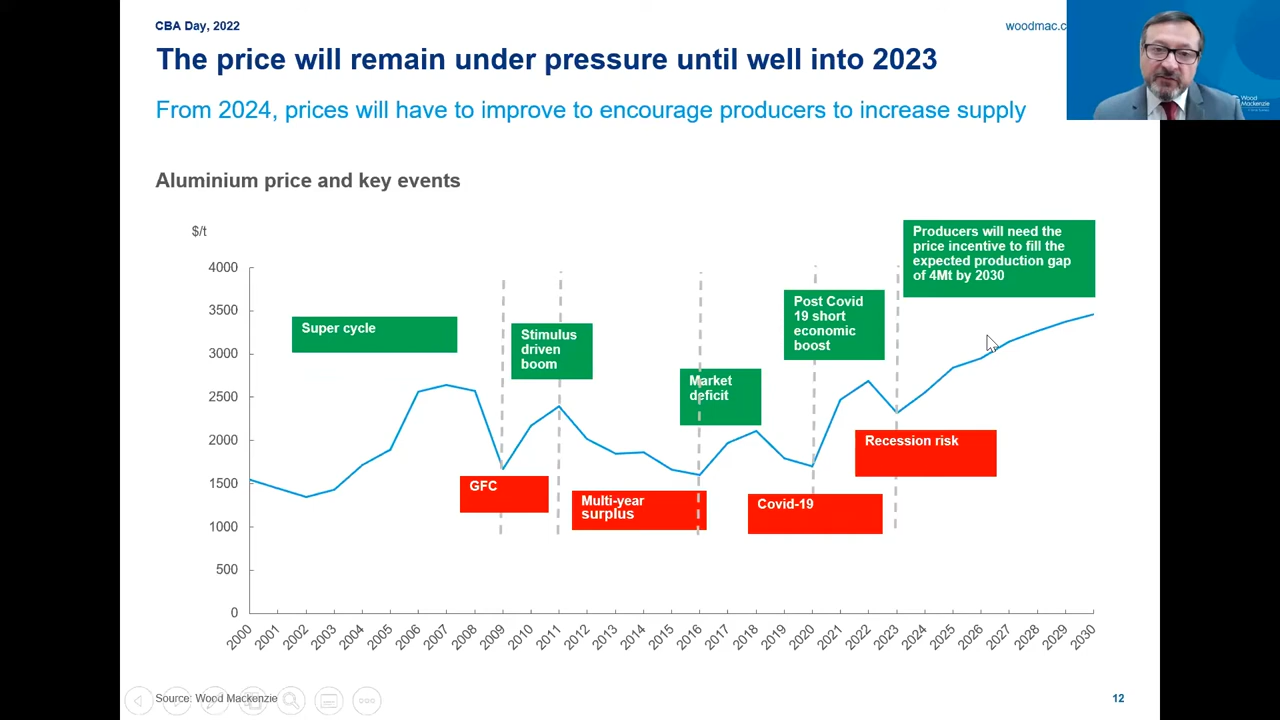 CBA Day, 2022
woodmac.c
The price will remain under pressure until well into 2023
From 2024, prices will have to improve to encourage producers to increase supply
Wood
Mackenzie
Aluminium price and key events
$/t
4000
3500
3000
2500
2000
1500
1000
500
0
Super cycle
GFC
Stimulus
driven
boom
Multi-year
surplus
Market
deficit
Covid-19
Post Covid
19 short
economic
boost
Recession risk
Producers will need the
price incentive to fill the
expected production gap
of 4Mt by 2030
2000
2001
2002
2003
2004
2005
2006
2007
2008
2009
2010
2011
2012
2013
2014
2015
2016
2017
2018
2019
2020
2021
2022
2023
2024
2025
2026
2027
2028
2029
2030
Source: Wood Mackenzie
12